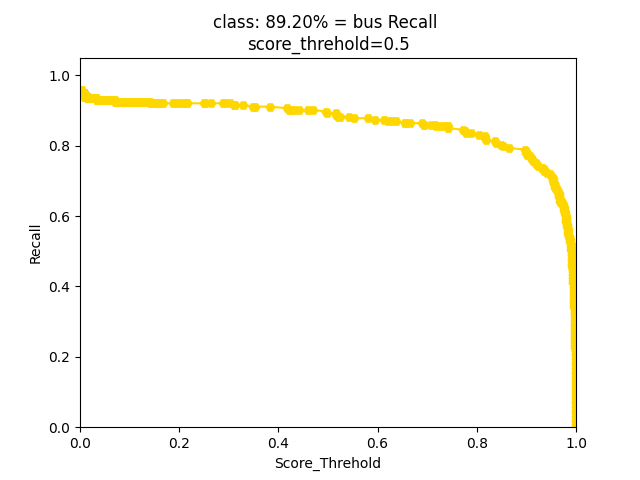 class: 89.20% = bus Recall
score_threhold=0.5
1.0
0.8
0.6
0.4
0.2
0.0
Recall
0.0 0.2 0.4 0.6 0.8 1.0
Score_Threhold